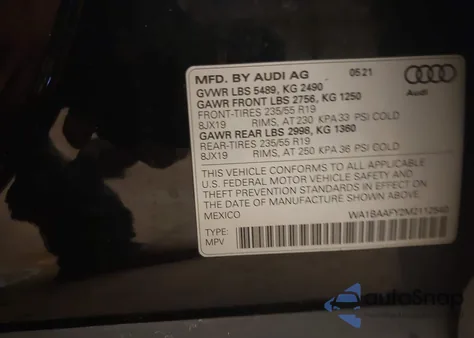 MFD. BY AUDI AG 05 21
GVWR LBS 5489, KG 2490
GAWR FRONT LBS 2756, KG 1250
FRONT-TIRES 235/55 R19
8JX19 RIMS, AT 230 KPA 33 PSI COLD
GAWR REAR LBS 2998, KG 1360
REAR-TIRES 235/55 R19
8JX19 RIMS, AT 250 KPA 36 PSI COLD
Audi
THIS VEHICLE CONFORMS TO ALL APPLICABLE
U.S. FEDERAL MOTOR VEHICLE SAFETY AND
THEFT PREVENTION STANDARDS IN EFFECT ON
THE DATE OF MANUFACTURE SHOWN ABOVE.
MEXICO
WA1BAAFY2M2112540
TYPE:
MPV
autoSnap